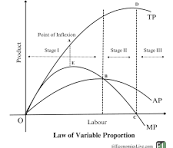 D
TP
Point of Inflexion
A
Stage I
Stage II
Stage III
E
Product
B
AP
O
C
Labour
MP
Law of Variable Proportion